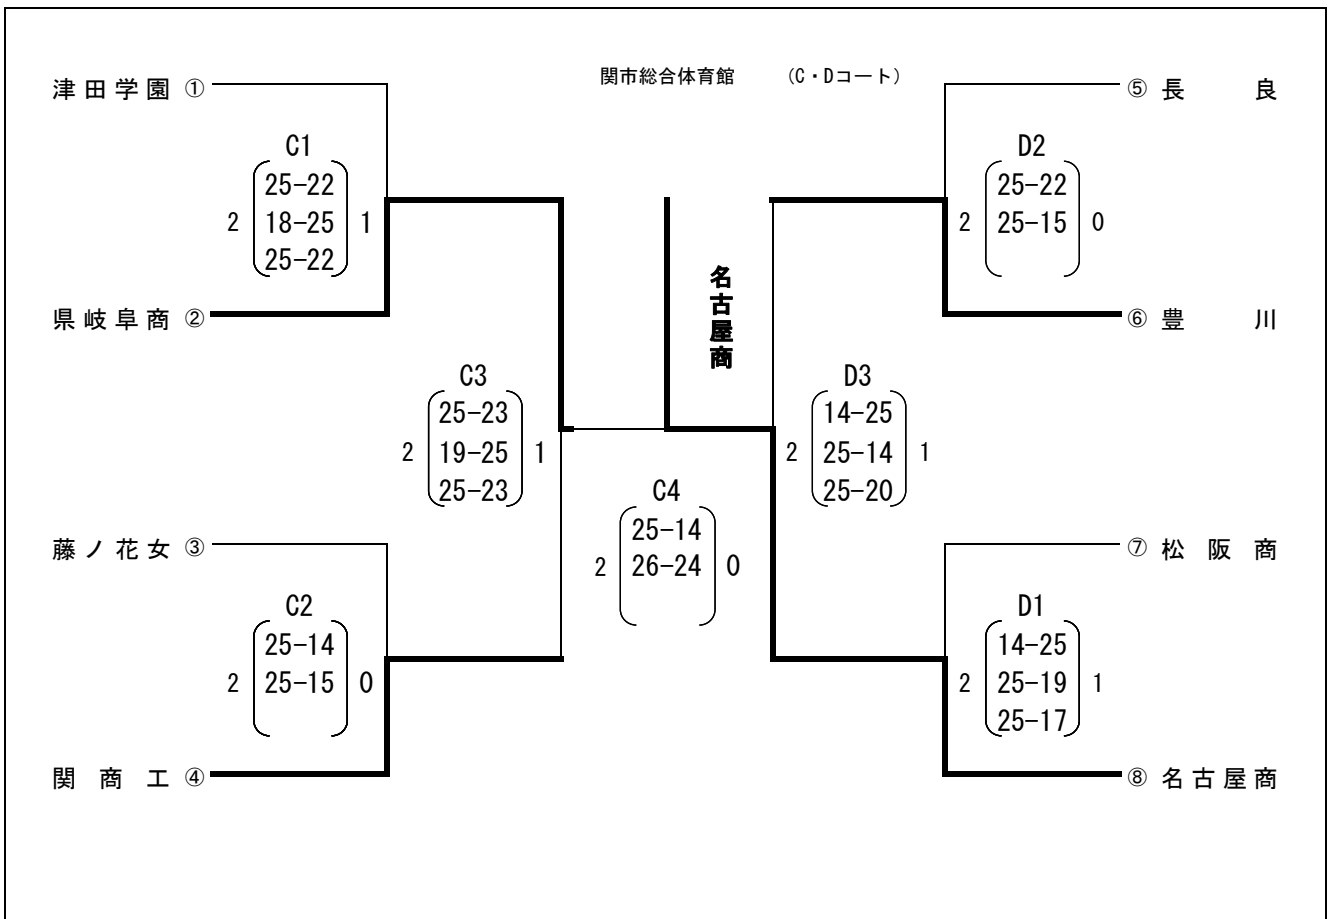 関市総合体育館 (C・Dコート)
津田学園 ①
⑤ 長 良
C1
25-22
2 18-25 1
25-22
D2
25-22
2 25-15 0
県岐阜商 ②
名古屋商
⑥ 豊 川
C3
25-23
2 19-25 1
25-23
D3
14-25
2 25-14 1
25-20
C4
25-14
2 26-24 0
藤ノ花女 ③
⑦ 松阪商
C2
25-14
2 25-15 0
D1
14-25
2 25-19 1
25-17
関商工 ④
⑧ 名古屋商